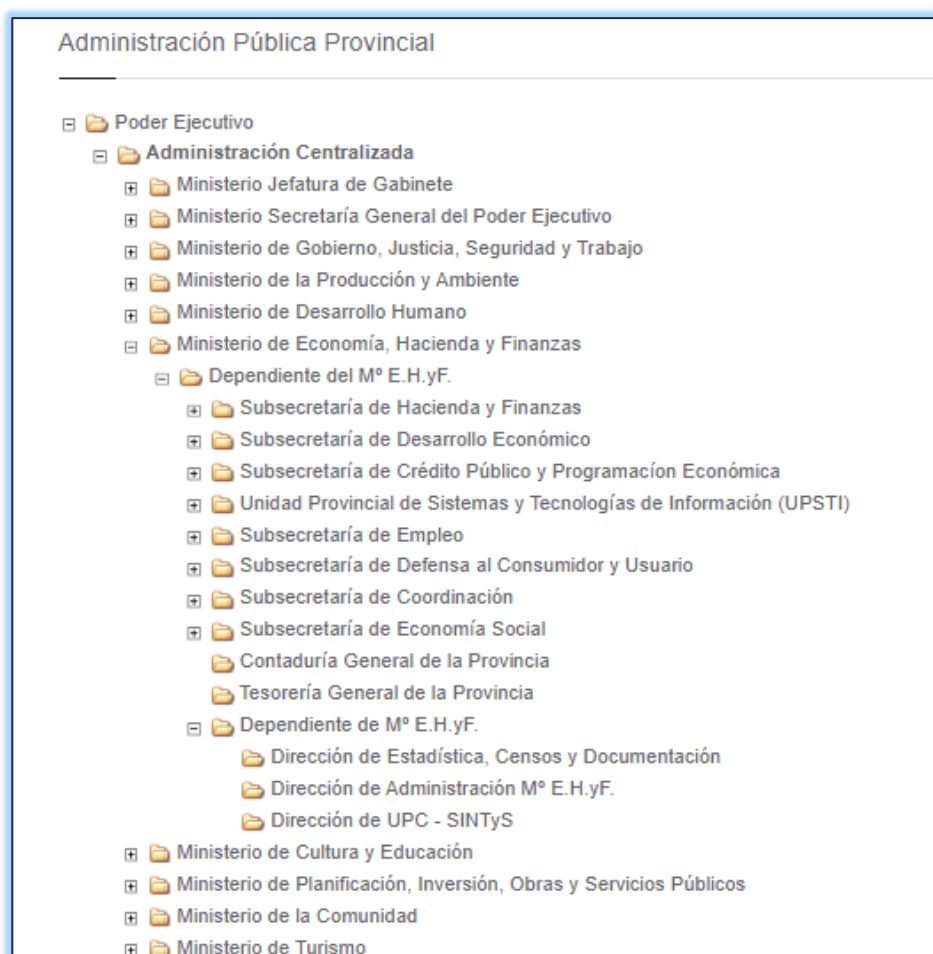 Administración Pública Provincial
Poder Ejecutivo
Administración Centralizada
Ministerio Jefatura de Gabinete
Ministerio Secretaría General del Poder Ejecutivo
Ministerio de Gobierno, Justicia, Seguridad y Trabajo
Ministerio de la Producción y Ambiente
Ministerio de Desarrollo Humano
Ministerio de Economía, Hacienda y Finanzas
Dependiente del Mº E.H.yF.
Subsecretaría de Hacienda y Finanzas
Subsecretaría de Desarrollo Económico
Subsecretaría de Crédito Público y Programacíon Económica
Unidad Provincial de Sistemas y Tecnologías de Información (UPSTI)
Subsecretaría de Empleo
Subsecretaría de Defensa al Consumidor y Usuario
Subsecretaría de Coordinación
Subsecretaría de Economía Social
Contaduría General de la Provincia
Tesorería General de la Provincia
Dependiente de Mº E.H.yF.
Dirección de Estadística, Censos y Documentación
Dirección de Administración Mº E.H.yF.
Dirección de UPC - SINTyS
Ministerio de Cultura y Educación
Ministerio de Planificación, Inversión, Obras y Servicios Públicos
Ministerio de la Comunidad
Ministerio de Turismo